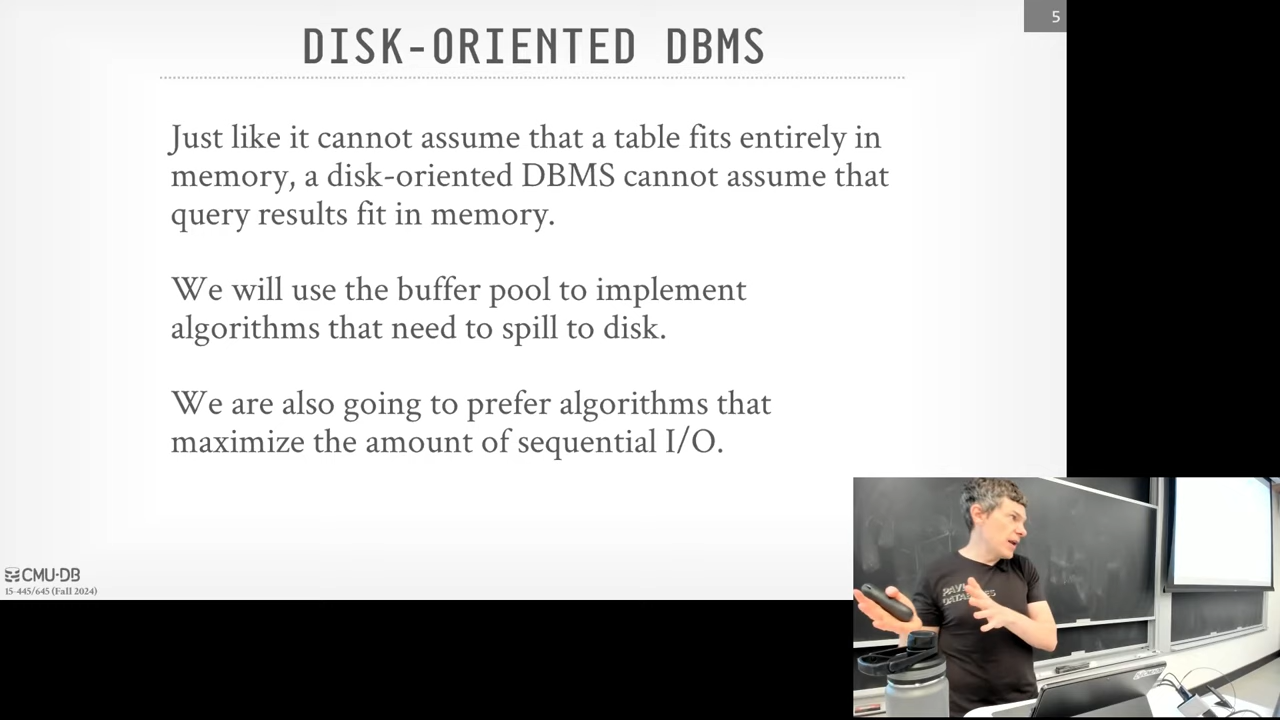 5
DISK-ORIENTED DBMS
Just like it cannot assume that a table fits entirely in
memory, a disk-oriented DBMS cannot assume that
query results fit in memory.
We will use the buffer pool to implement
algorithms that need to spill to disk.
We are also going to prefer algorithms that
maximize the amount of sequential I/O.
CMU·DB
15-445/645 (Fall 2024)